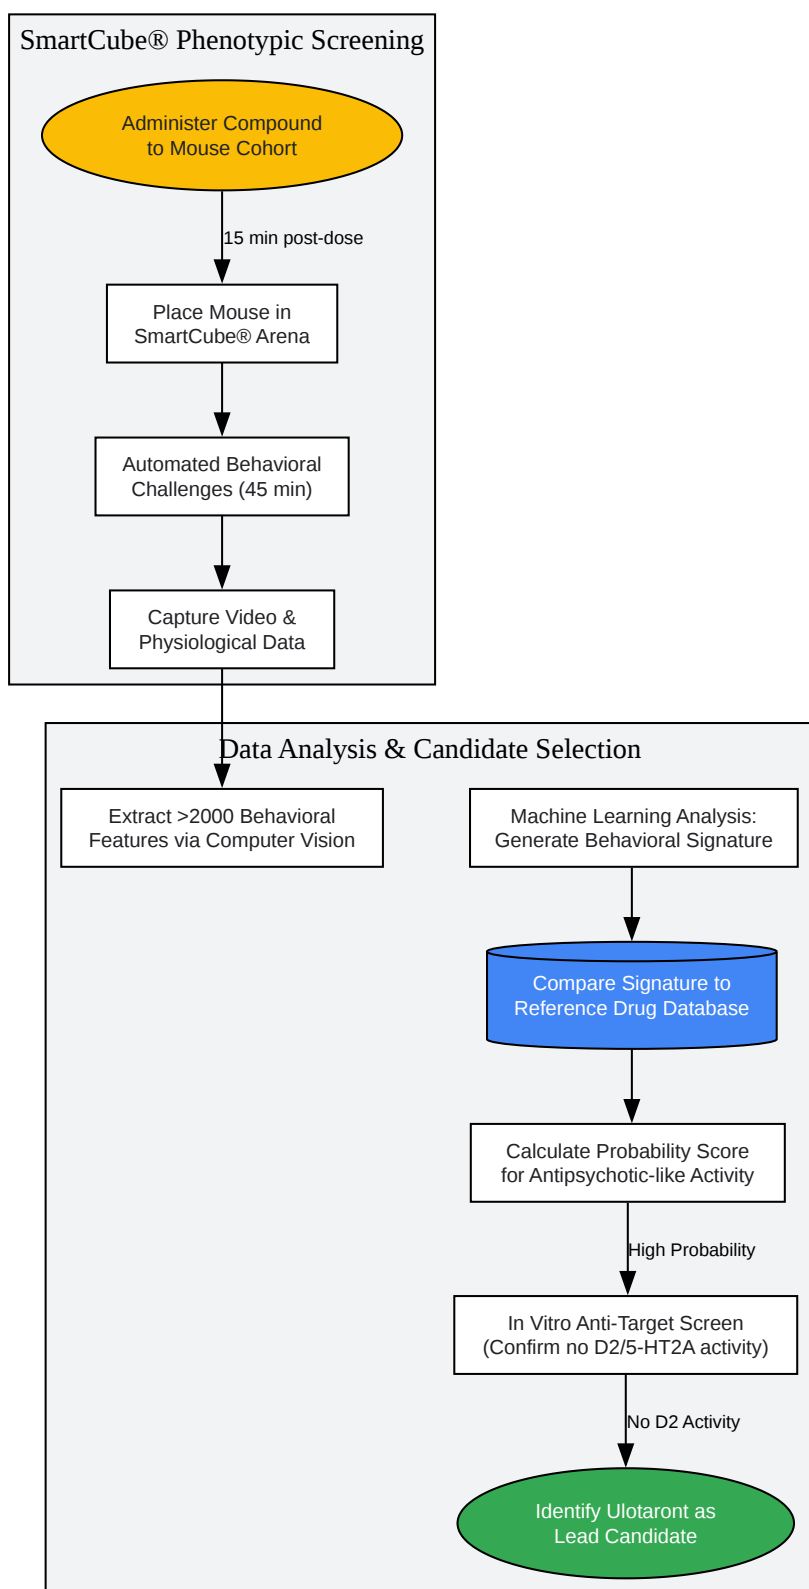 SmartCube® Phenotypic Screening
Administer Compound
to Mouse Cohort
15 min post-dose
Place Mouse in
SmartCube® Arena
Automated Behavioral
Challenges (45 min)
Capture Video &
Physiological Data
Data Analysis & Candidate Selection
Extract >2000 Behavioral
Features via Computer Vision
Machine Learning Analysis:
Generate Behavioral Signature
Compare Signature to
Reference Drug Database
Calculate Probability Score
for Antipsychotic-like Activity
High Probability
In Vitro Anti-Target Screen
(Confirm no D2/5-HT2A activity)
No D2 Activity
Identify Ulotaront as
Lead Candidate